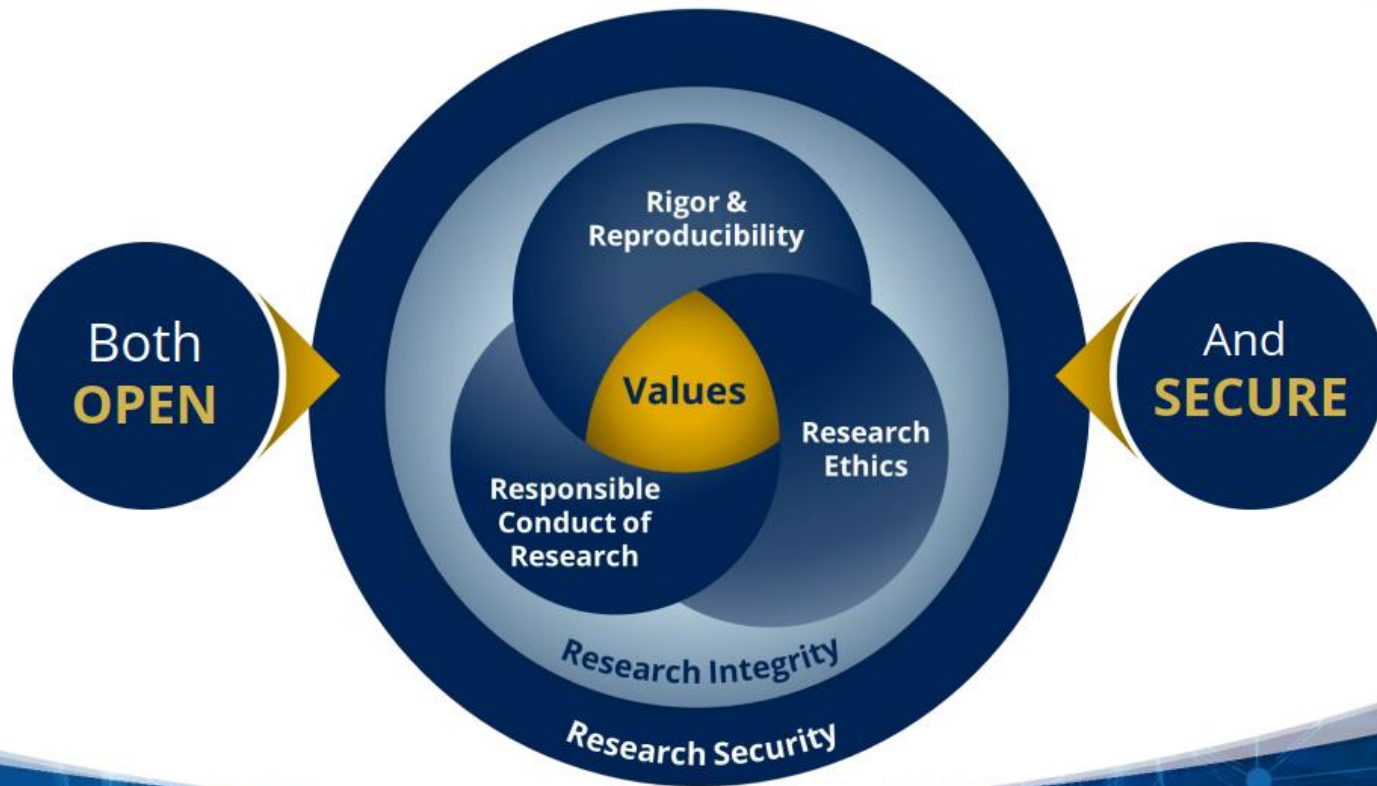 Both
OPEN
Rigor &
Reproducibility
Values
Research
Ethics
Responsible
Conduct of
Research
Research Integrity
Research Security
And
SECURE